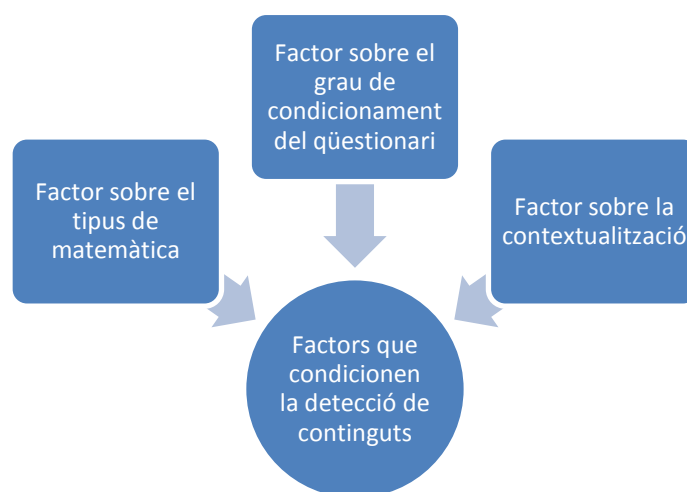 Factor sobre el
grau de
condicionament
del qüestionari
Factor sobre el
tipus de
matemàtica
Factor sobre la
contextualització
Factors que
condicionen
la detecció de
continguts